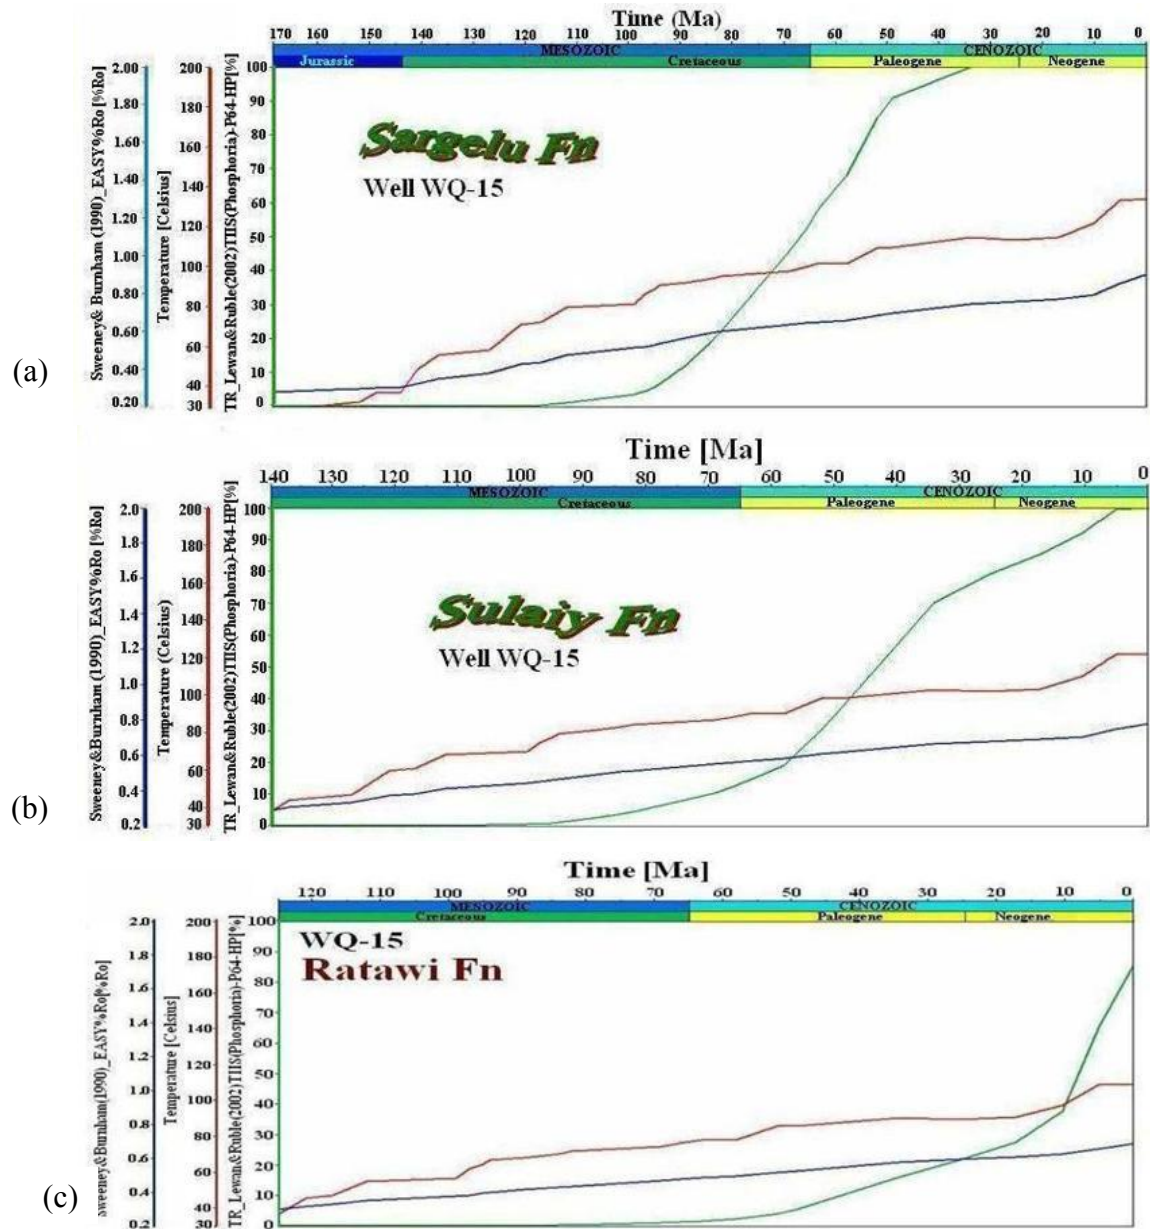 Time (Ma)
170 160 150 140 130 120 110 100 90 80 70 60 50 40 30 20 10 0
MESOZOIC CENOZOIC
Jurassic Cretaceous Paleogene Neogene
Sweeney& Burnham (1990)_EASY%Ro [%Ro]
2.00 1.80 1.60 1.40 1.20 1.00 0.80 0.60 0.40 0.20
Temperature [Celsius]
200 180 160 140 120 100 80 60 40 30
TR_Lewan&Ruble(2002)TIIS(Phosphoria)-P64-HP[%]
100 90 80 70 60 50 40 30 20 10 0
Sargelu Fn
Well WQ-15
(a)
Time [Ma]
140 130 120 110 100 90 80 70 60 50 40 30 20 10 0
MESOZOIC CENOZOIC
Cretaceous Paleogene Neogene
Sweeney&Burnham (1990)_EASY%Ro [%Ro]
2.0 1.8 1.6 1.4 1.2 1.0 0.8 0.6 0.4 0.2
Temperature (Celsius)
200 180 160 140 120 100 80 60 40 30
TR_Lewan&Ruble(2002)TIIS(Phosphoria)-P64-HP[%]
100 90 80 70 60 50 40 30 20 10 0
Sulaiy Fn
Well WQ-15
(b)
Time [Ma]
120 110 100 90 80 70 60 50 40 30 20 10 0
MESOZOIC CENOZOIC
Cretaceous Paleogene Neogene
Sweeney&Burnham(1990)_EASY%Ro[%Ro]
2.0 1.8 1.6 1.4 1.2 1.0 0.8 0.6 0.4 0.2
Temperature [Celsius]
200 180 160 140 120 100 80 60 40 30
TR_Lewan&Ruble(2002)TIIS(Phosphoria)-P64-HP[%]
100 90 80 70 60 50 40 30 20 10 0
WQ-15
Ratawi Fn
(c)